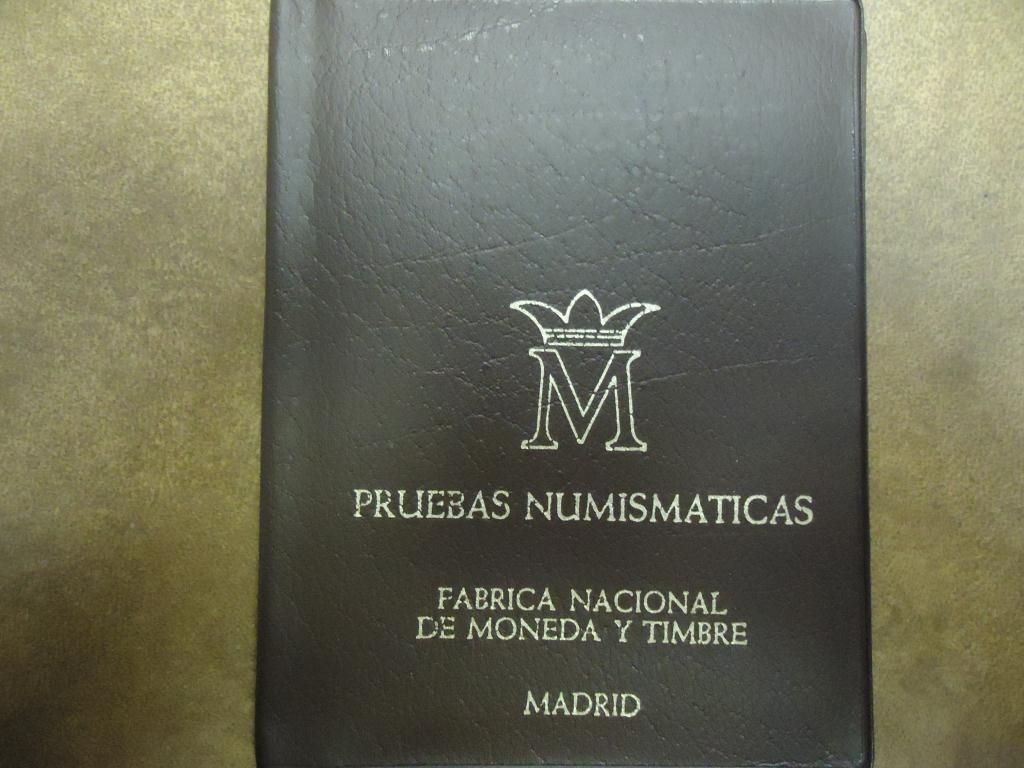 M
PRUEBAS NUMISMATICAS
FABRICA NACIONAL
DE MONEDA Y TIMBRE
MADRID